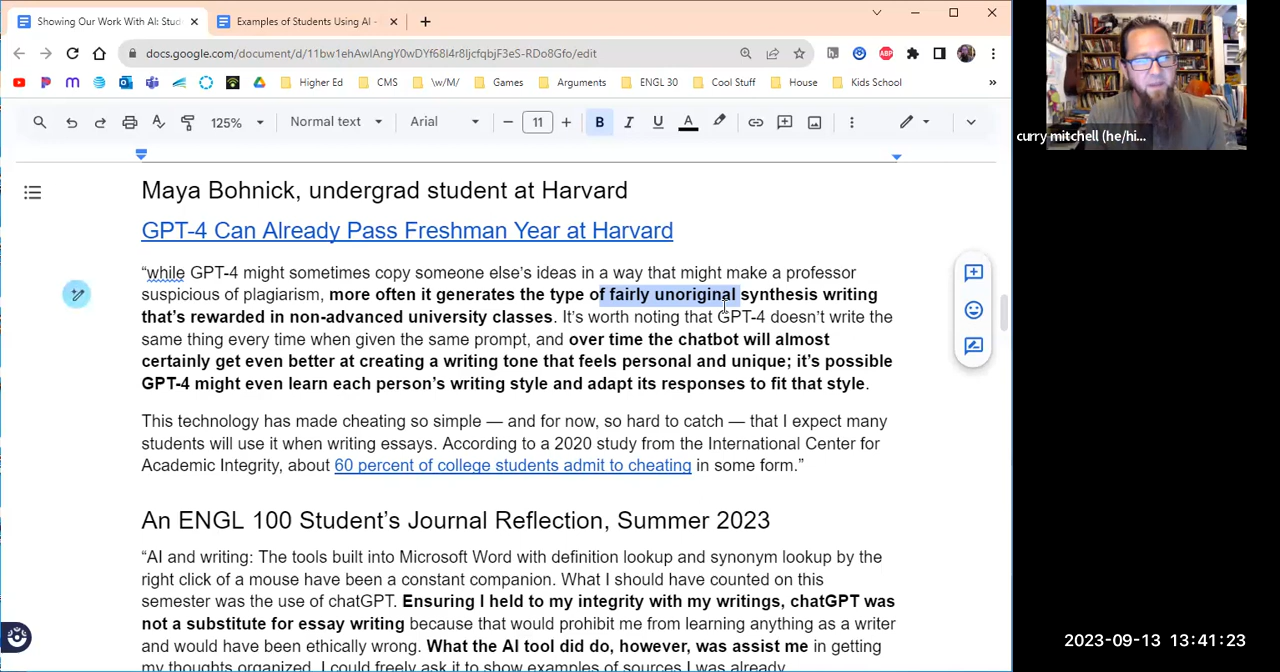 Showing Our Work With AI: Stud
Examples of Students Using AI -
docs.google.com/document/d/11bw1ehAwlAngY0wDYf68l4r8ljcfqbjF3eS-RDo8Gfo/edit
Higher Ed CMS \w/M/ Games Arguments ENGL 30 Cool Stuff House Kids School »
125% Normal text Arial 11 B I U A
Maya Bohnick, undergrad student at Harvard
GPT-4 Can Already Pass Freshman Year at Harvard
“while GPT-4 might sometimes copy someone else’s ideas in a way that might make a professor
suspicious of plagiarism, more often it generates the type of fairly unoriginal synthesis writing
that’s rewarded in non-advanced university classes. It’s worth noting that GPT-4 doesn’t write the
same thing every time when given the same prompt, and over time the chatbot will almost
certainly get even better at creating a writing tone that feels personal and unique; it’s possible
GPT-4 might even learn each person’s writing style and adapt its responses to fit that style.
This technology has made cheating so simple — and for now, so hard to catch — that I expect many
students will use it when writing essays. According to a 2020 study from the International Center for
Academic Integrity, about 60 percent of college students admit to cheating in some form.”
An ENGL 100 Student’s Journal Reflection, Summer 2023
“AI and writing: The tools built into Microsoft Word with definition lookup and synonym lookup by the
right click of a mouse have been a constant companion. What I should have counted on this
semester was the use of chatGPT. Ensuring I held to my integrity with my writings, chatGPT was
not a substitute for essay writing because that would prohibit me from learning anything as a writer
and would have been ethically wrong. What the AI tool did do, however, was assist me in getting
my thoughts organized. I could freely ask it to show examples of sources I was already
curry mitchell (he/hi...
2023-09-13 13:41:23